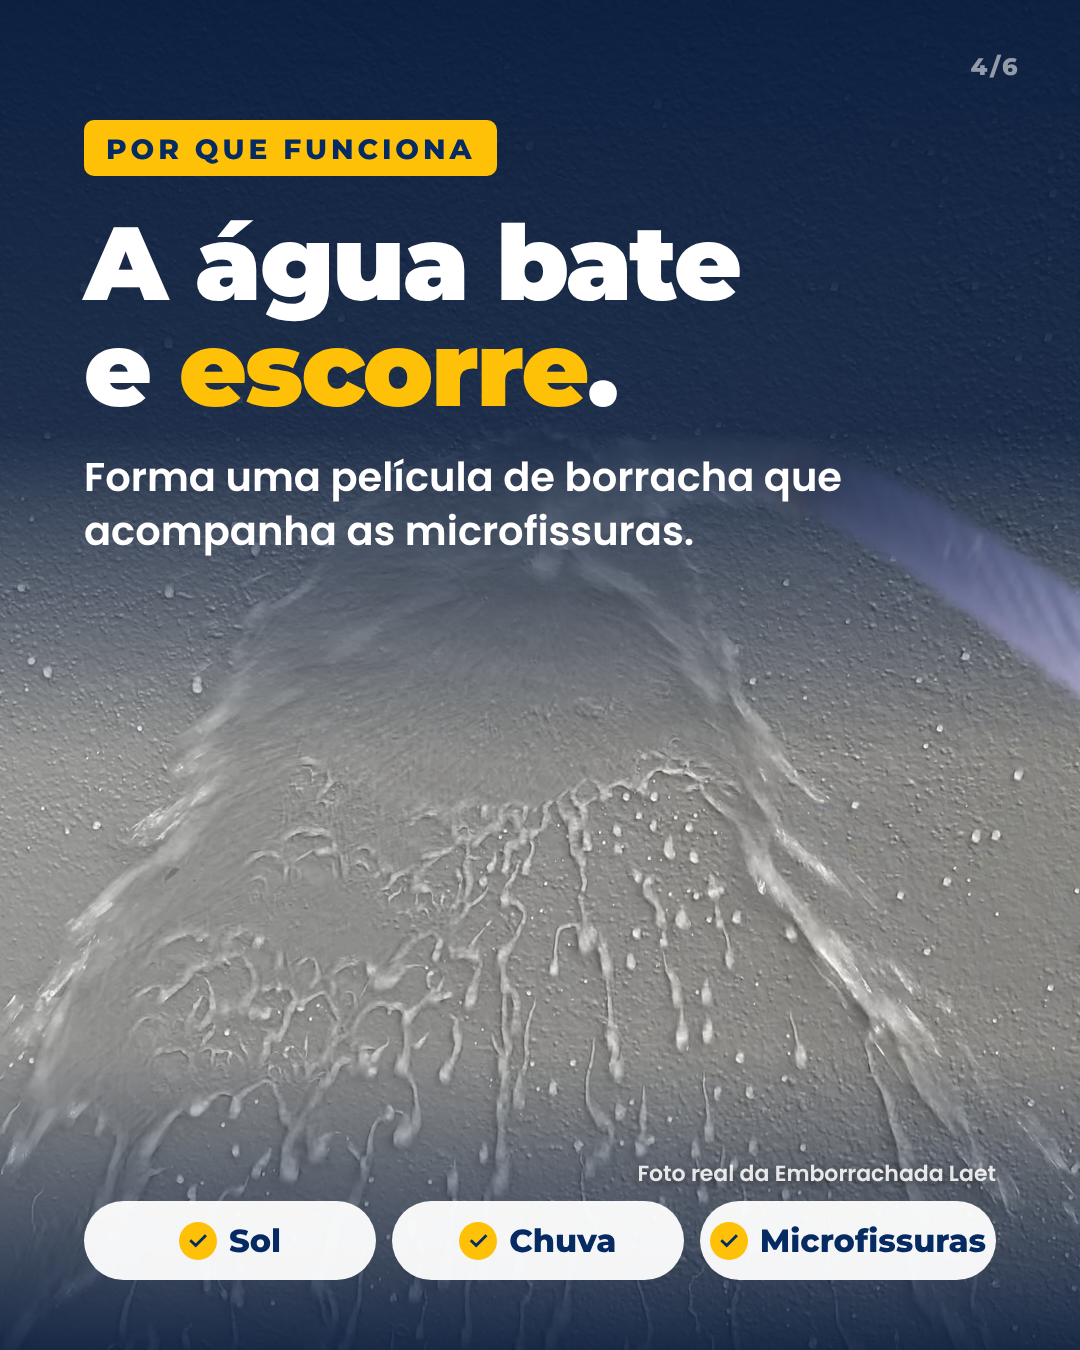 4/6
POR QUE FUNCIONA
A água bate
e escorre.
Forma uma película de borracha que
acompanha as microfissuras.
Foto real da Emborrachada Laet
Sol
Chuva
Microfissuras